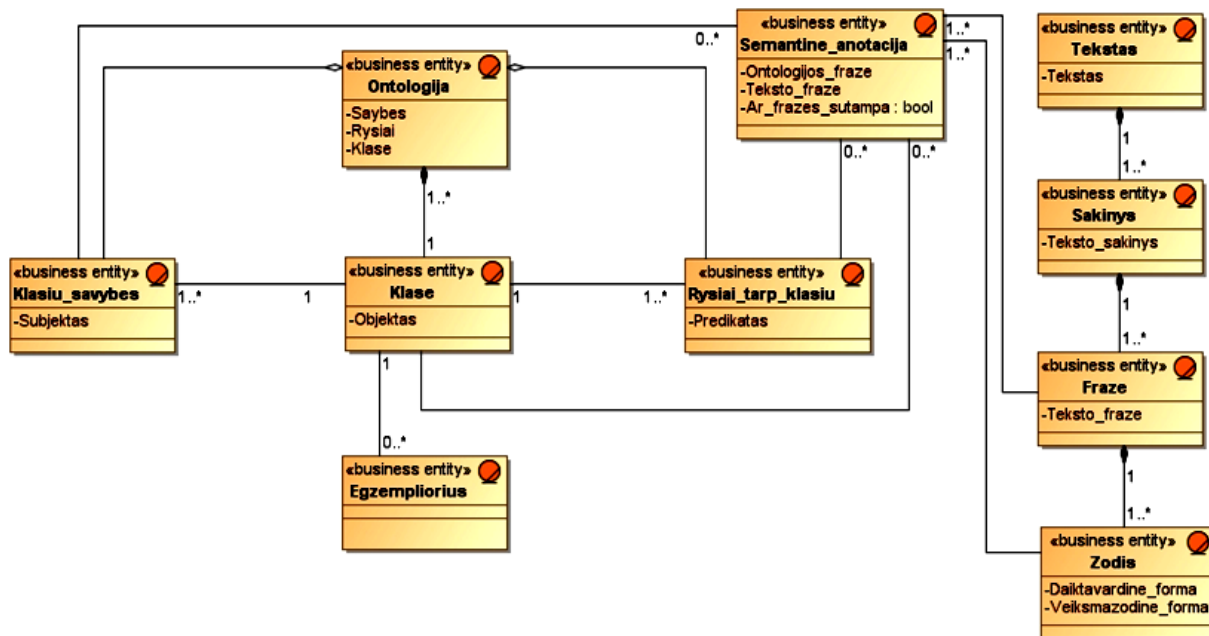 «business entity»
Semantine_anotacija
-Ontologijos_fraze
-Teksto_fraze
-Ar_frazes_sutampa : bool
0..*
1..*
1..*
0..*
0..*
«business entity»
Tekstas
-Tekstas
1
1..*
«business entity»
Ontologija
-Saybes
-Rysiai
-Klase
1..*
1
«business entity»
Sakinys
-Teksto_sakinys
1
1..*
«business entity»
Klasiu_savybes
-Subjektas
1..*
1
«business entity»
Klase
-Objektas
1
1..*
«business entity»
Rysiai_tarp_klasiu
-Predikatas
1
0..*
«business entity»
Fraze
-Teksto_fraze
1
1..*
«business entity»
Egzempliorius
«business entity»
Zodis
-Daiktavardine_forma
-Veiksmazodine_forma